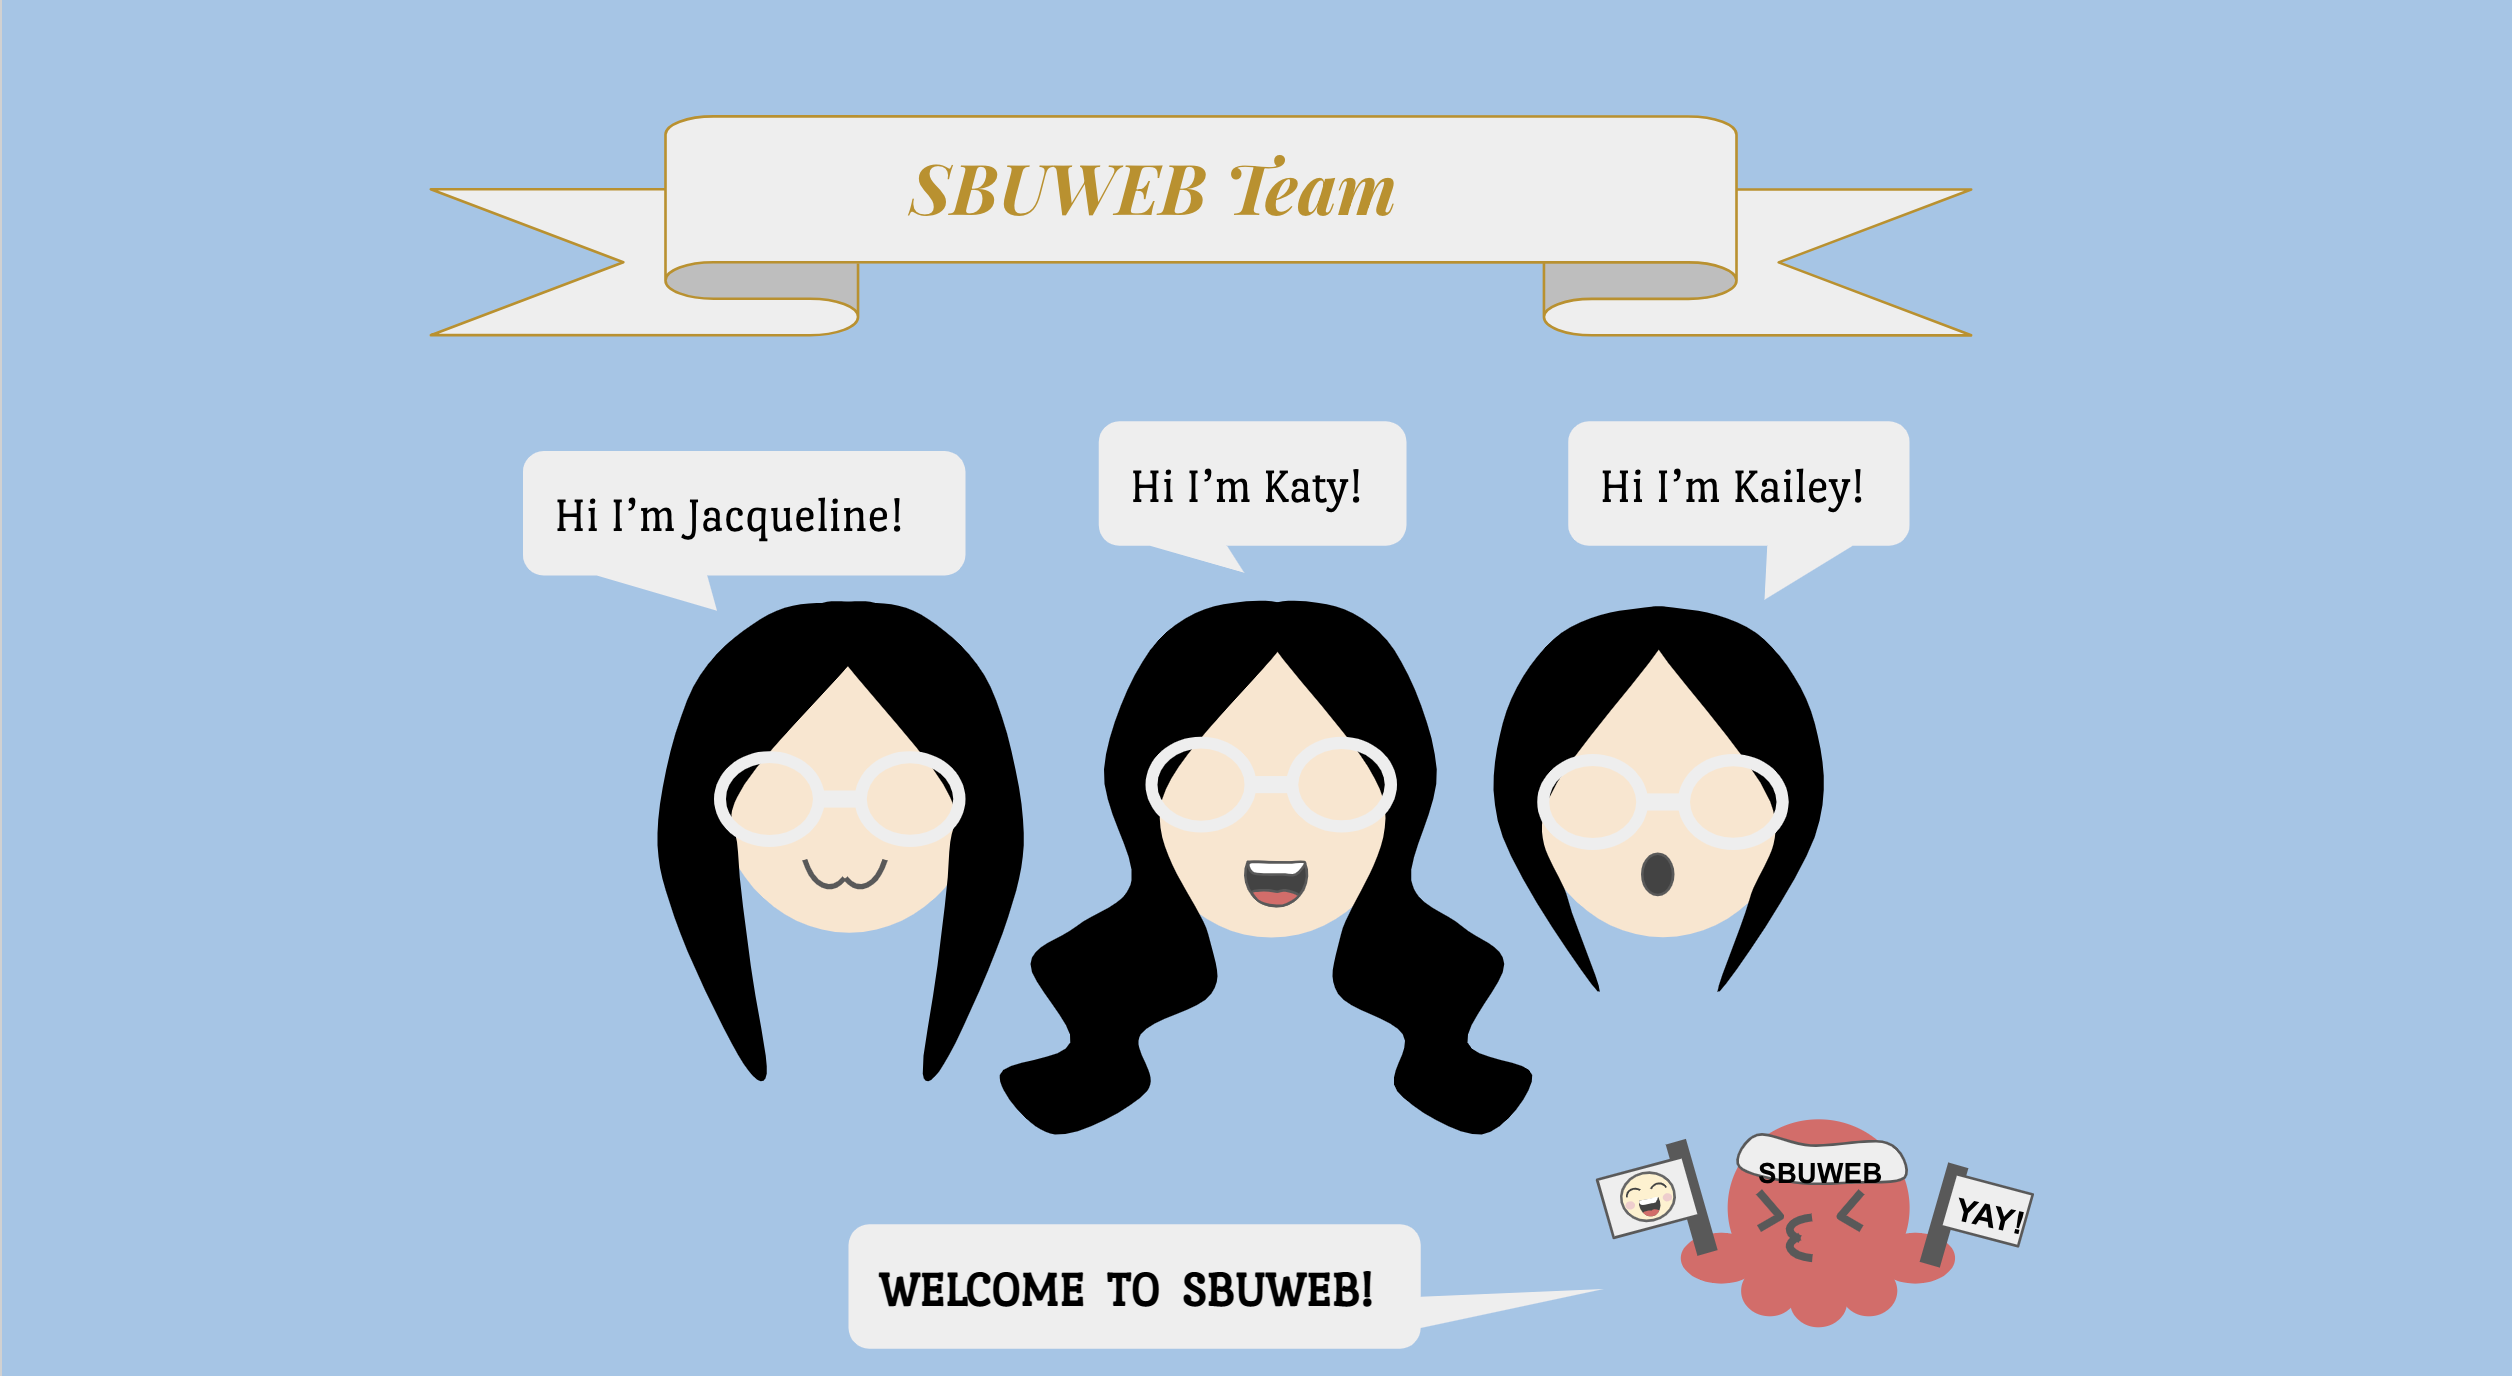 SBUWEB Team
Hi I'm Jacqueline!
Hi I'm Katy!
Hi I'm Kailey!
SBUWEB
YAY!
WELCOME TO SBUWEB!